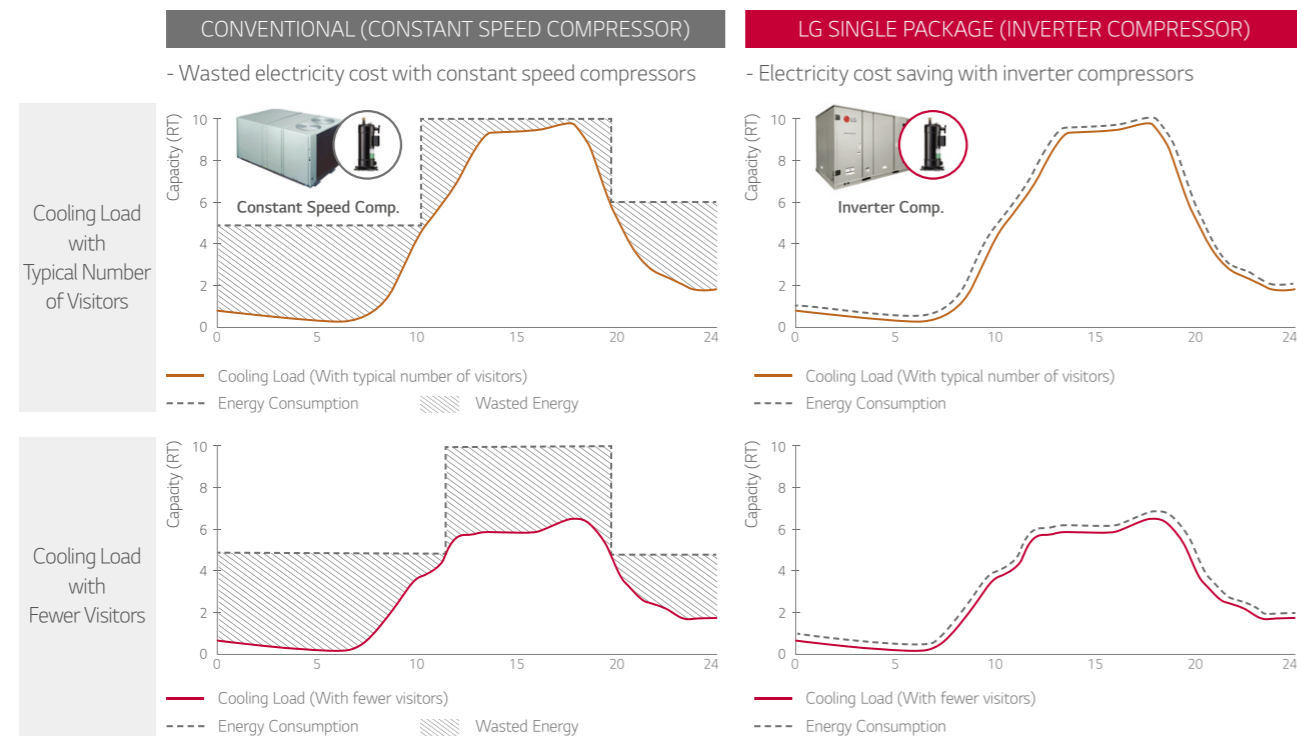 CONVENTIONAL (CONSTANT SPEED COMPRESSOR)
LG SINGLE PACKAGE (INVERTER COMPRESSOR)
- Wasted electricity cost with constant speed compressors
- Electricity cost saving with inverter compressors
Cooling Load
with
Typical Number
of Visitors
Capacity (RT)
10
8
6
4
2
0
Constant Speed Comp.
0 5 10 15 20 24
Cooling Load (With typical number of visitors)
Energy Consumption Wasted Energy
Capacity (RT)
10
8
6
4
2
0
LG
Inverter Comp.
0 5 10 15 20 24
Cooling Load (With typical number of visitors)
Energy Consumption
Cooling Load
with
Fewer Visitors
Capacity (RT)
10
8
6
4
2
0
0 5 10 15 20 24
Cooling Load (With fewer visitors)
Energy Consumption Wasted Energy
Capacity (RT)
10
8
6
4
2
0
0 5 10 15 20 24
Cooling Load (With fewer visitors)
Energy Consumption